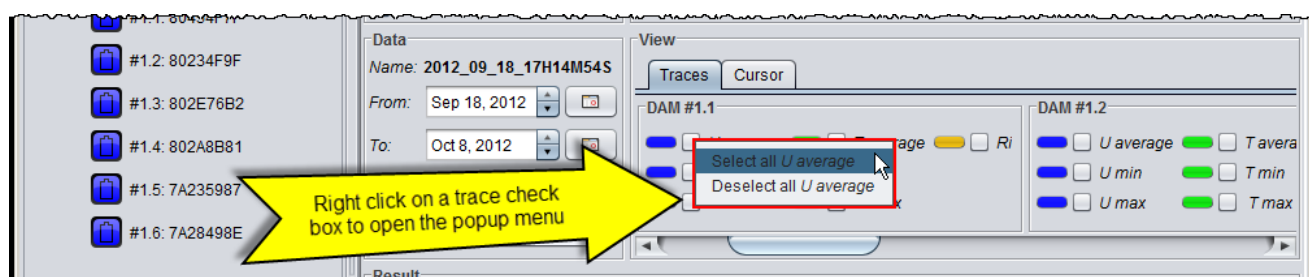 #1.2: 80234F9F
#1.3: 802E76B2
#1.4: 802A8B81
#1.5: 7A235987
#1.6: 7A28498E
Data
Name: 2012_09_18_17H14M54S
From: Sep 18, 2012
To: Oct 8, 2012
Right click on a trace check
box to open the popup menu
View
Traces Cursor
DAM #1.1
Ri
Select all U average
Deselect all U average
DAM #1.2
U average T avera
U min T min
U max T max
Result